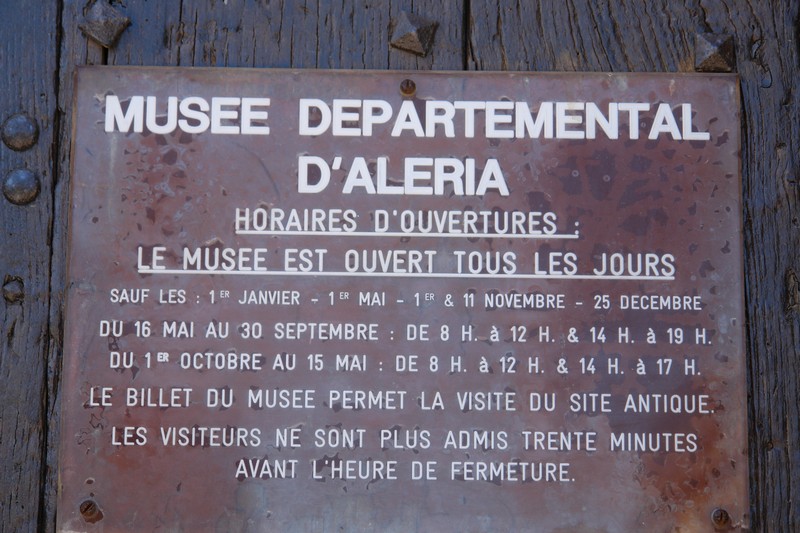 MUSEE DEPARTEMENTAL
D'ALERIA
HORAIRES D'OUVERTURES :
LE MUSEE EST OUVERT TOUS LES JOURS
SAUF LES : 1ER JANVIER - 1ER MAI - 1ER & 11 NOVEMBRE - 25 DECEMBRE
DU 16 MAI AU 30 SEPTEMBRE : DE 8 H. à 12 H. & 14 H. à 19 H.
DU 1ER OCTOBRE AU 15 MAI : DE 8 H. à 12 H. & 14 H. à 17 H.
LE BILLET DU MUSEE PERMET LA VISITE DU SITE ANTIQUE.
LES VISITEURS NE SONT PLUS ADMIS TRENTE MINUTES
AVANT L'HEURE DE FERMETURE.